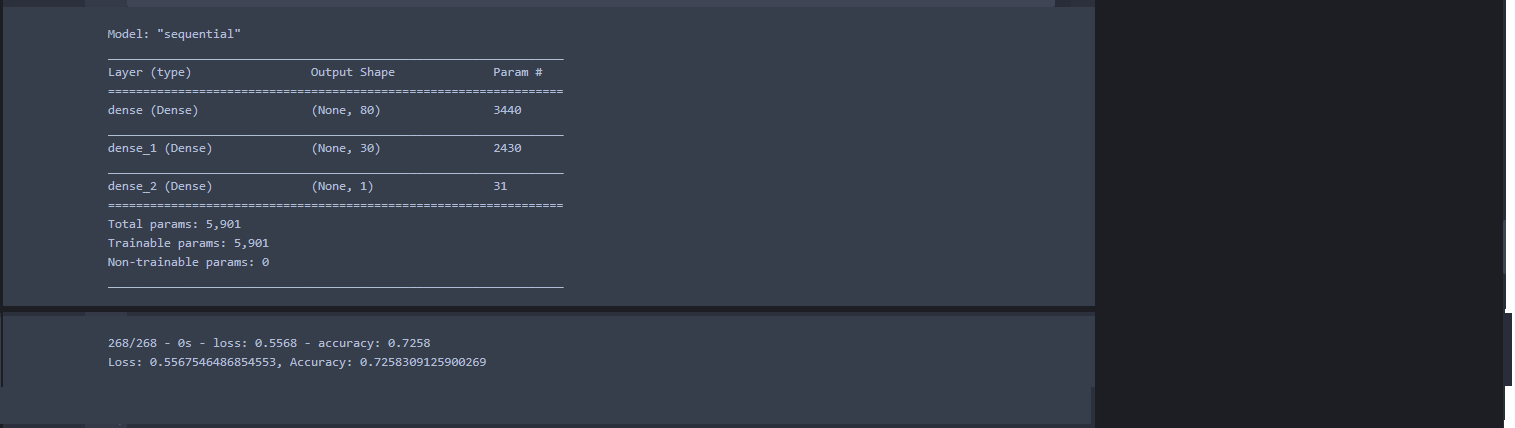 Model: "sequential"
_________________________________________________________________
Layer (type)                 Output Shape              Param #
=================================================================
dense (Dense)                (None, 80)                3440
_________________________________________________________________
dense_1 (Dense)              (None, 30)                2430
_________________________________________________________________
dense_2 (Dense)              (None, 1)                 31
=================================================================
Total params: 5,901
Trainable params: 5,901
Non-trainable params: 0
_________________________________________________________________
268/268 - 0s - loss: 0.5568 - accuracy: 0.7258
Loss: 0.5567546486854553, Accuracy: 0.7258309125900269